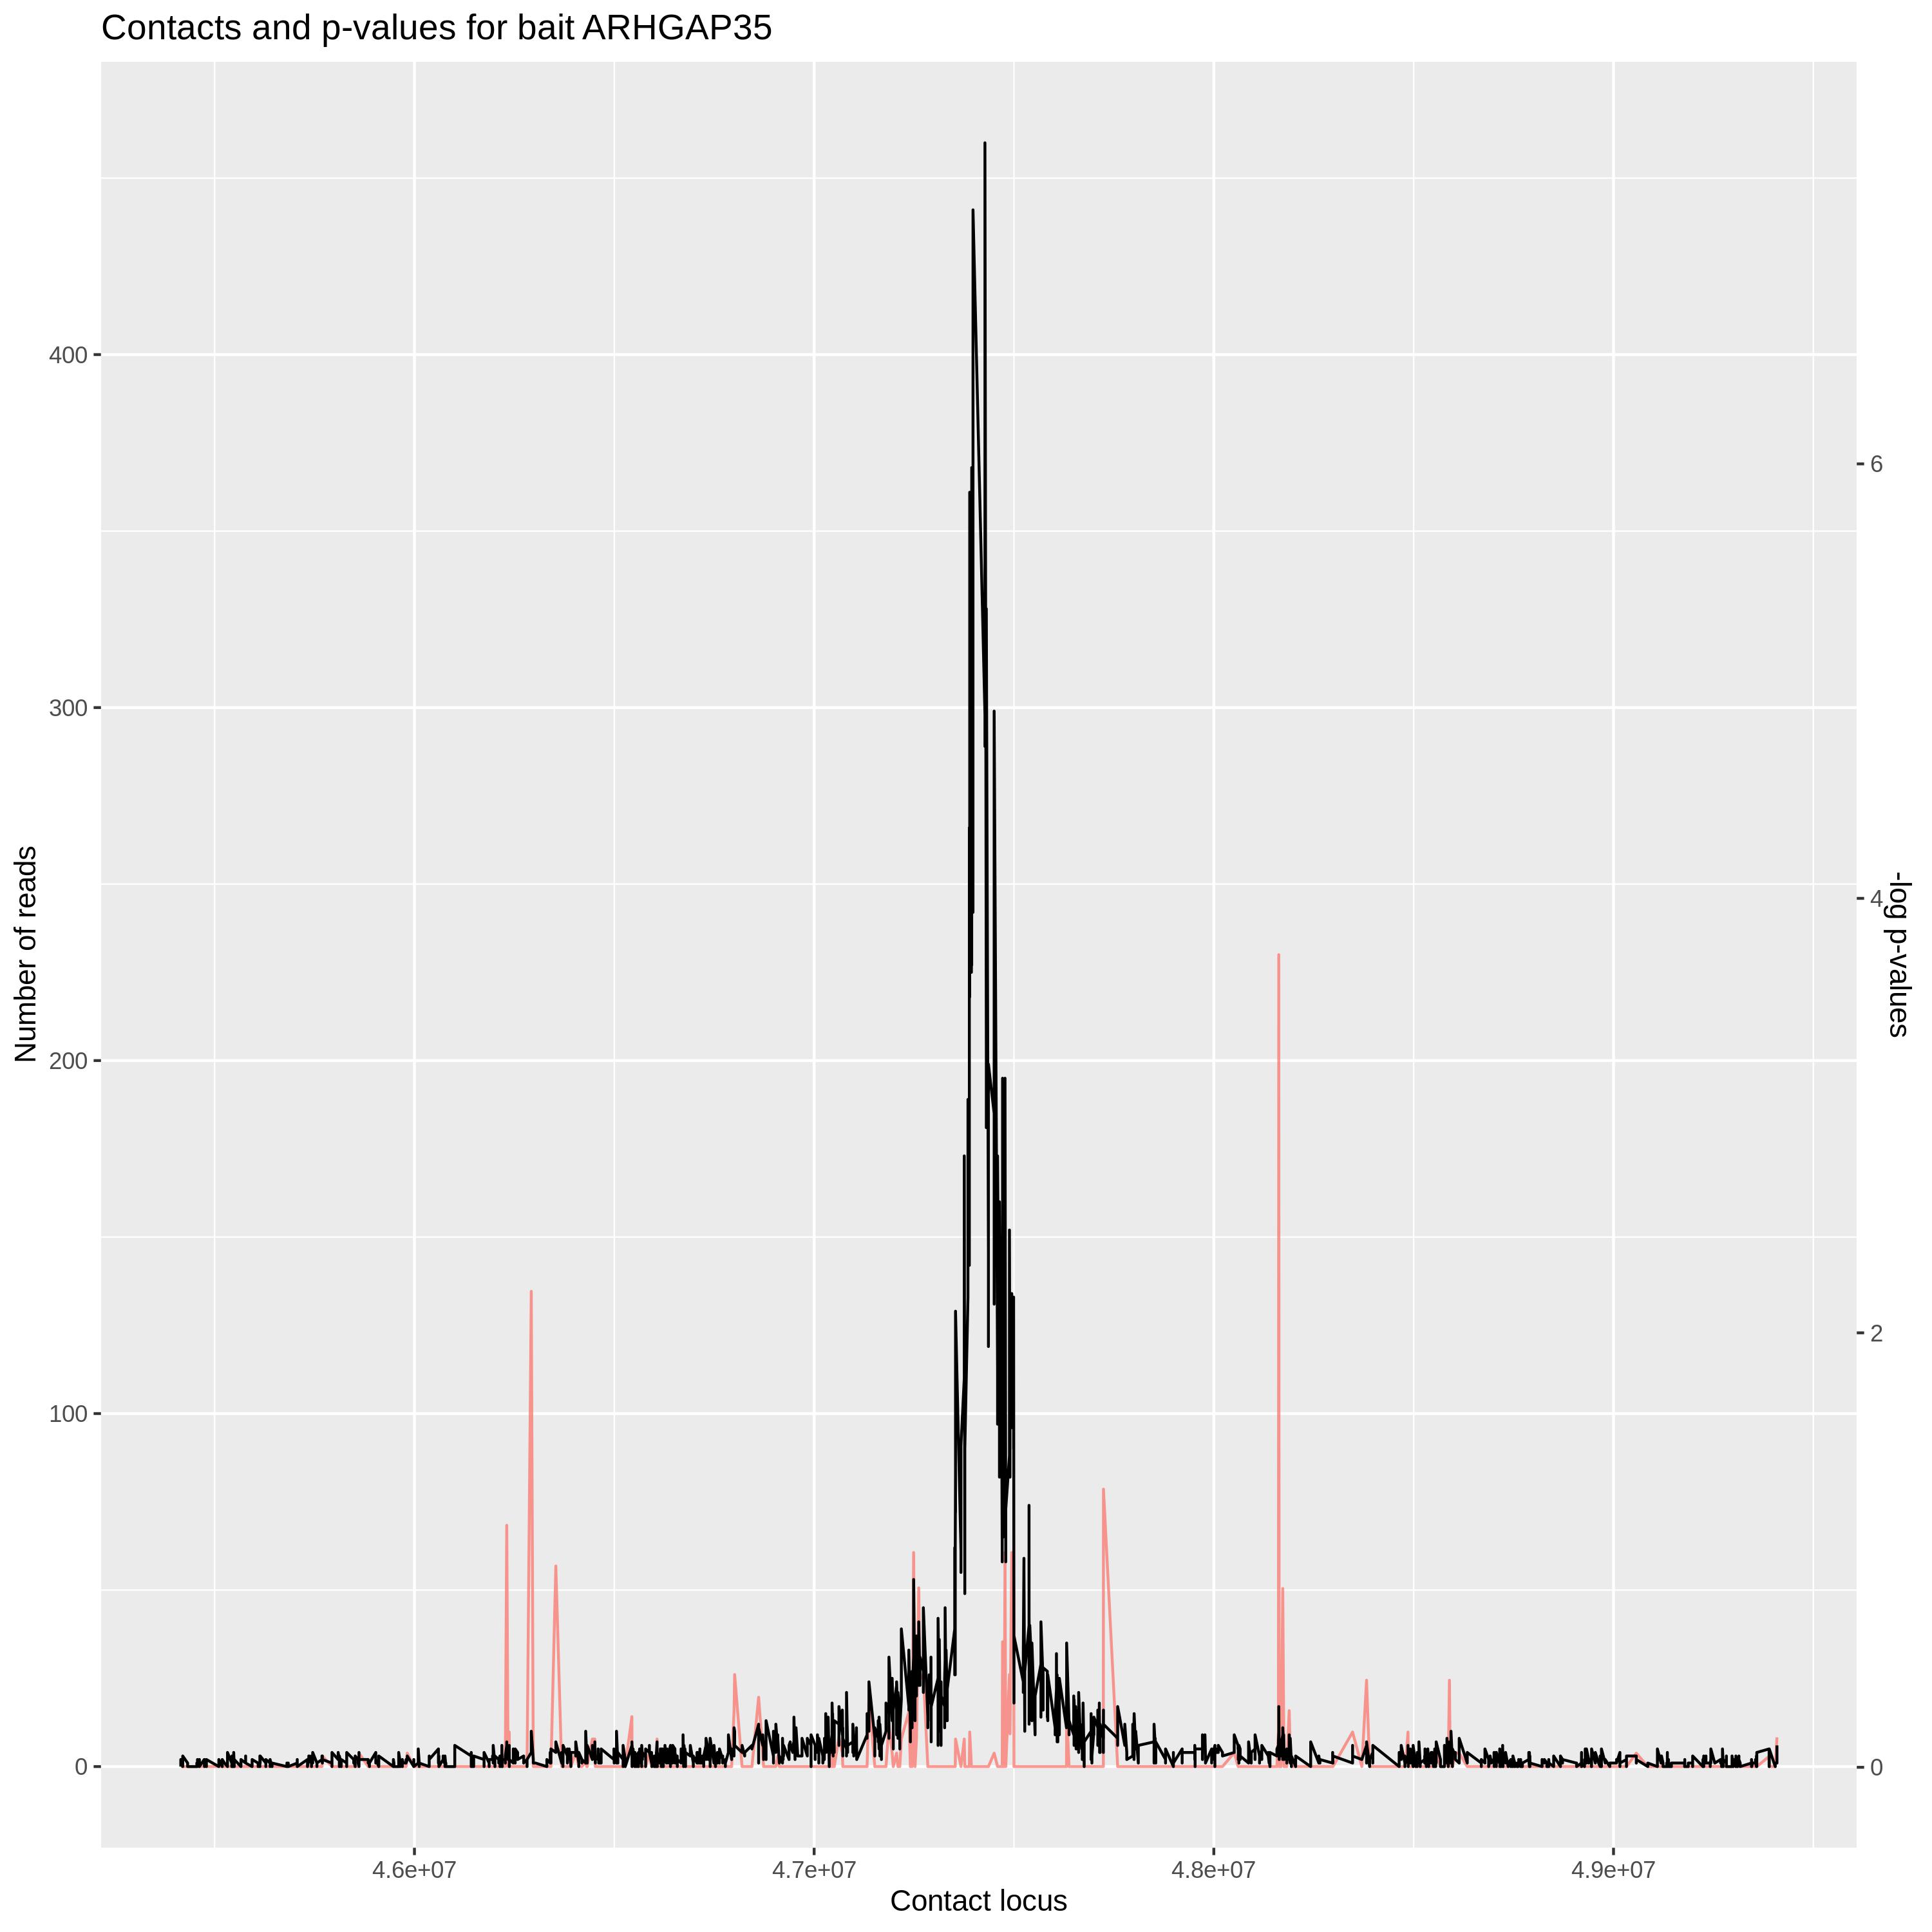 Contacts and p-values for bait ARHGAP35
Number of reads
400
300
200
100
0
6
4
2
0
-log p-values
4.6e+07
4.7e+07
4.8e+07
4.9e+07
Contact locus